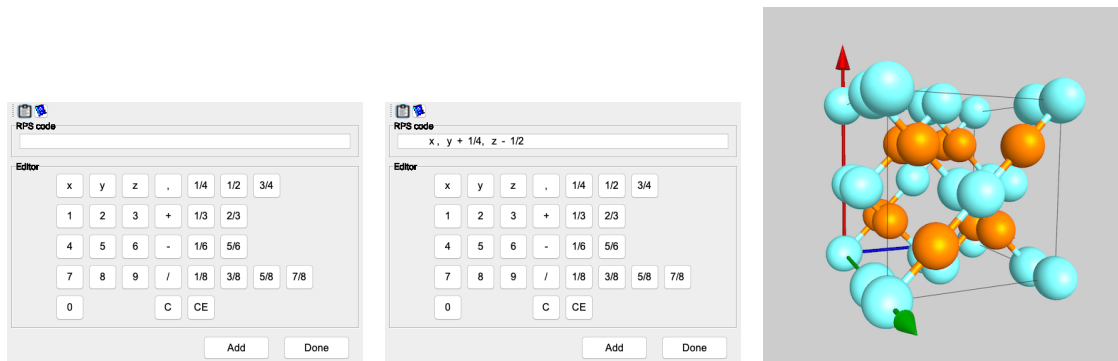 RPS code
Editor
x y z , 1/4 1/2 3/4
1 2 3 + 1/3 2/3
4 5 6 - 1/6 5/6
7 8 9 / 1/8 3/8 5/8 7/8
0 C CE
Add Done
RPS code
x , y + 1/4, z - 1/2
Editor
x y z , 1/4 1/2 3/4
1 2 3 + 1/3 2/3
4 5 6 - 1/6 5/6
7 8 9 / 1/8 3/8 5/8 7/8
0 C CE
Add Done